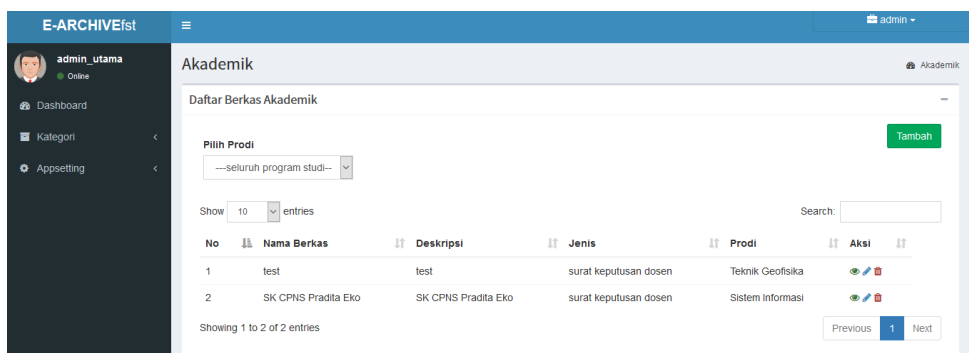 E-ARCHIVEfst
admin
admin_utama
Online
Dashboard
Kategori
Appsetting
Akademik
Akademik
Daftar Berkas Akademik
Tambah
Pilih Prodi
---seluruh program studi--
Show 10 entries
Search:
No Nama Berkas Deskripsi Jenis Prodi Aksi
1 test test surat keputusan dosen Teknik Geofisika
2 SK CPNS Pradita Eko SK CPNS Pradita Eko surat keputusan dosen Sistem Informasi
Showing 1 to 2 of 2 entries
Previous 1 Next